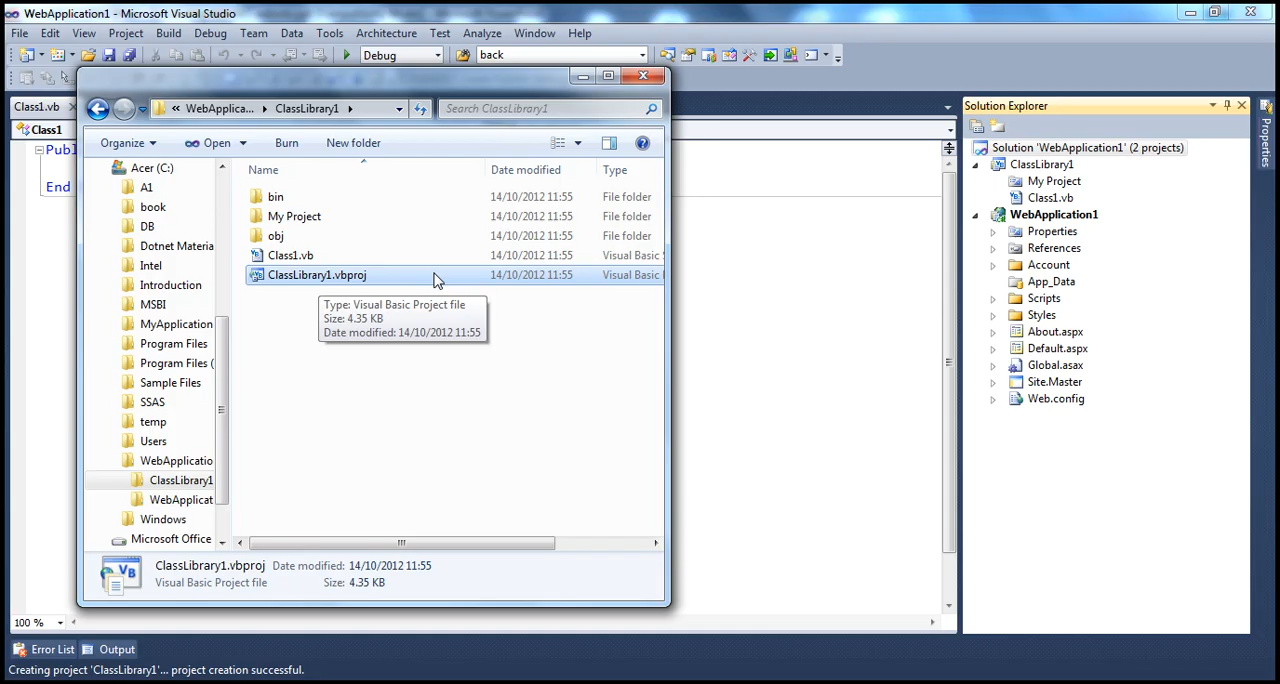 WebApplication1 - Microsoft Visual Studio
File Edit View Project Build Debug Team Data Tools Architecture Test Analyze Window Help
Debug back
Class1.vb
Class1
Publ
End
WebApplica... ClassLibrary1 Search ClassLibrary1
Organize Open Burn New folder
Acer (C:)
A1
book
DB
Dotnet Materia
Intel
Introduction
MSBI
MyApplication
Program Files
Program Files (
Sample Files
SSAS
temp
Users
WebApplicatio
ClassLibrary1
WebApplicat
Windows
Microsoft Office
Name Date modified Type
bin 14/10/2012 11:55 File folder
My Project 14/10/2012 11:55 File folder
obj 14/10/2012 11:55 File folder
Class1.vb 14/10/2012 11:55 Visual Basic S
ClassLibrary1.vbproj 14/10/2012 11:55 Visual Basic
Type: Visual Basic Project file
Size: 4.35 KB
Date modified: 14/10/2012 11:55
VB
ClassLibrary1.vbproj Date modified: 14/10/2012 11:55
Visual Basic Project file Size: 4.35 KB
Solution Explorer
Solution 'WebApplication1' (2 projects)
ClassLibrary1
My Project
Class1.vb
WebApplication1
Properties
References
Account
App_Data
Scripts
Styles
About.aspx
Default.aspx
Global.asax
Site.Master
Web.config
Properties
100 %
Error List Output
Creating project 'ClassLibrary1'... project creation successful.